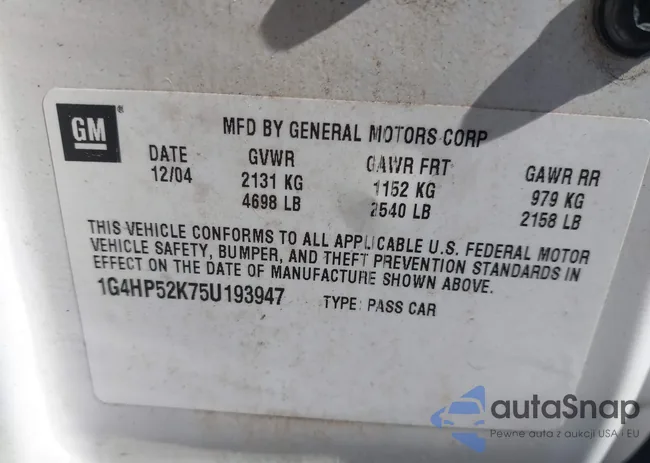 GM ®
MFD BY GENERAL MOTORS CORP
DATE GVWR GAWR FRT GAWR RR
12/04 2131 KG 1152 KG 979 KG
4698 LB 2540 LB 2158 LB
THIS VEHICLE CONFORMS TO ALL APPLICABLE U.S. FEDERAL MOTOR
VEHICLE SAFETY, BUMPER, AND THEFT PREVENTION STANDARDS IN
EFFECT ON THE DATE OF MANUFACTURE SHOWN ABOVE.
1G4HP52K75U193947 TYPE: PASS CAR
autaSnap
Pewne auta z aukcji USA i EU